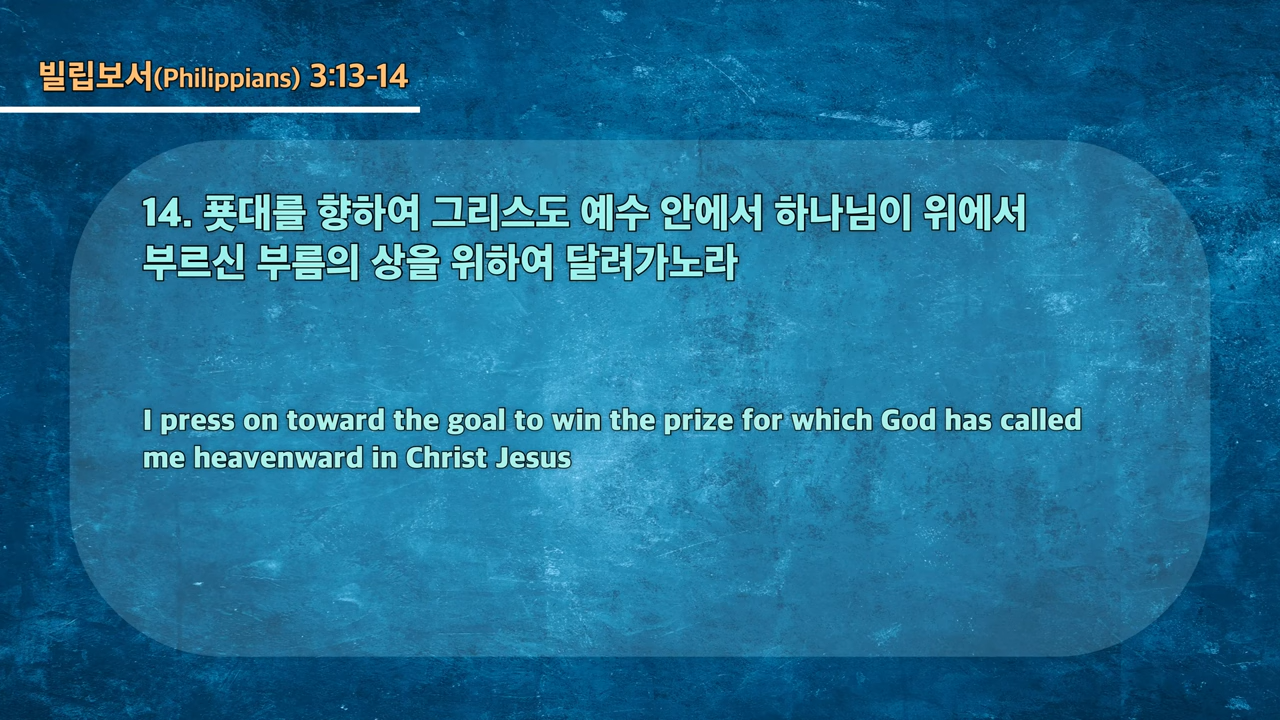 빌립보서(Philippians) 3:13-14
14. 푯대를 향하여 그리스도 예수 안에서 하나님이 위에서
부르신 부름의 상을 위하여 달려가노라
I press on toward the goal to win the prize for which God has called
me heavenward in Christ Jesus